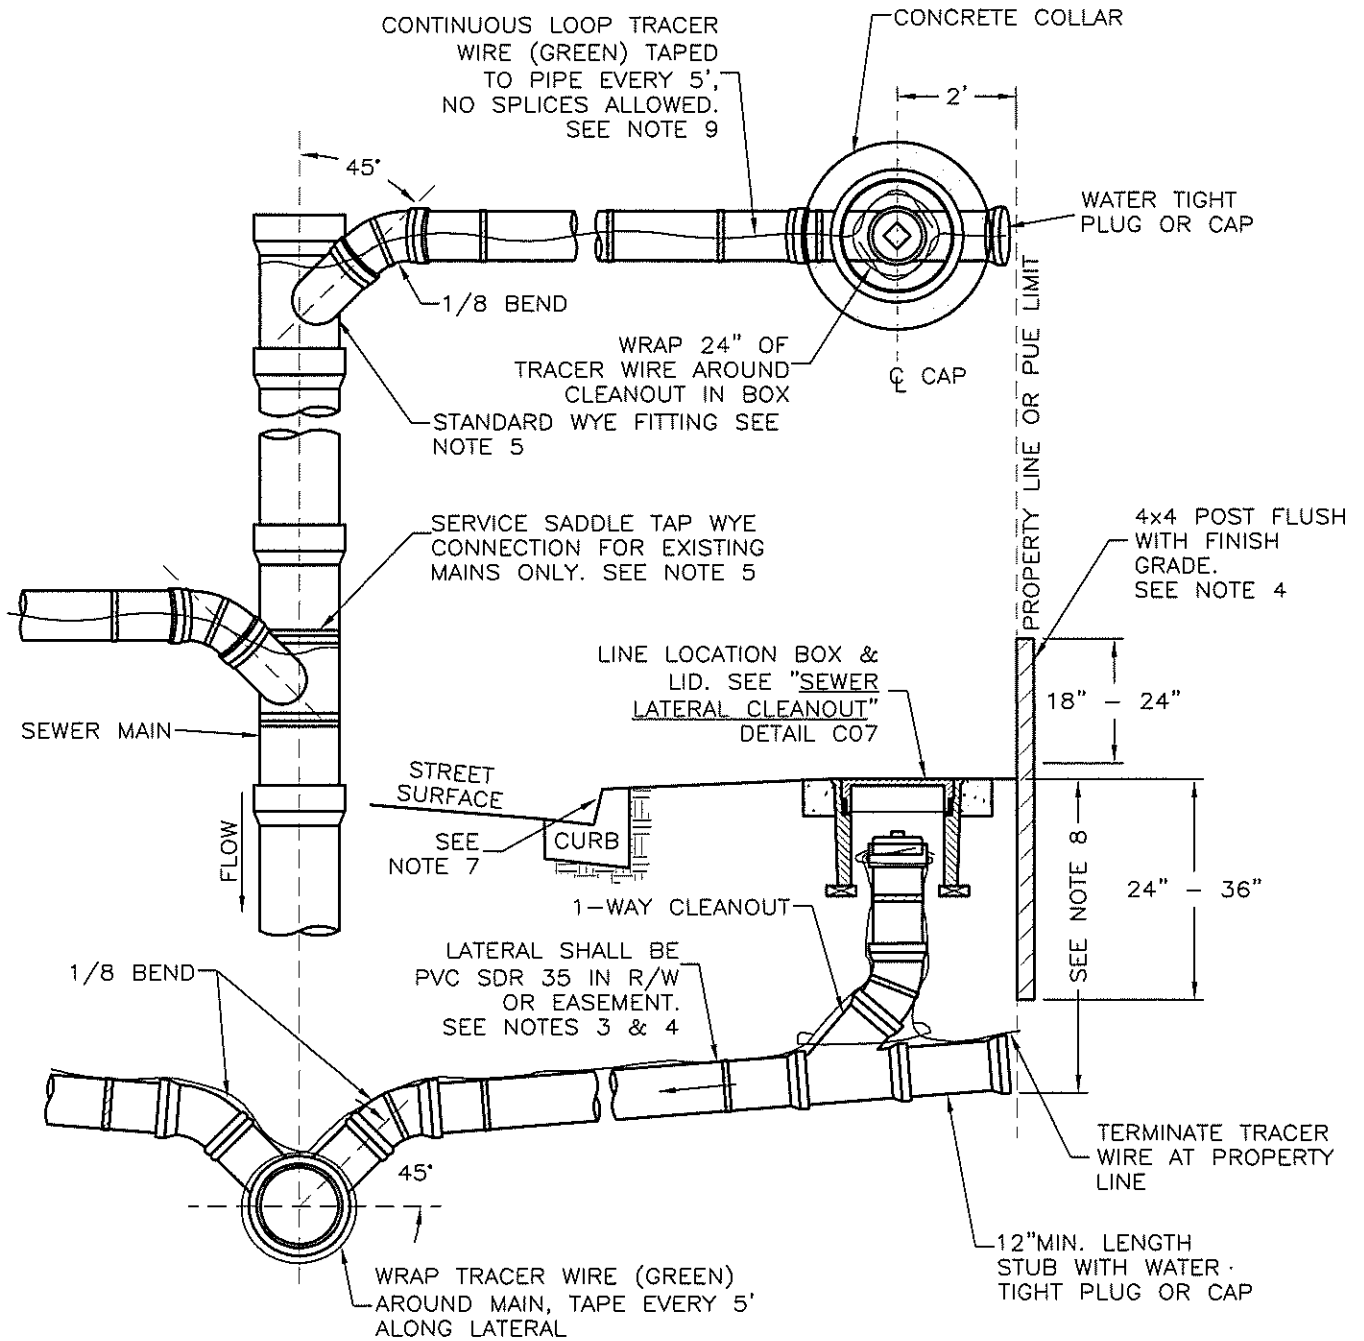 CONTINUOUS LOOP TRACER
WIRE (GREEN) TAPED
TO PIPE EVERY 5',
NO SPLICES ALLOWED.
SEE NOTE 9
CONCRETE COLLAR
2'
45°
WATER TIGHT
PLUG OR CAP
1/8 BEND
WRAP 24" OF
TRACER WIRE AROUND
CLEANOUT IN BOX
℄ CAP
PROPERTY LINE OR PUE LIMIT
STANDARD WYE FITTING SEE
NOTE 5
SERVICE SADDLE TAP WYE
CONNECTION FOR EXISTING
MAINS ONLY. SEE NOTE 5
4x4 POST FLUSH
WITH FINISH
GRADE.
SEE NOTE 4
LINE LOCATION BOX &
LID. SEE "SEWER
LATERAL CLEANOUT"
DETAIL C07
18" – 24"
SEWER MAIN
STREET
SURFACE
SEE
NOTE 7
CURB
FLOW
SEE NOTE 8
24" – 36"
1–WAY CLEANOUT
LATERAL SHALL BE
PVC SDR 35 IN R/W
OR EASEMENT.
SEE NOTES 3 & 4
1/8 BEND
45°
TERMINATE TRACER
WIRE AT PROPERTY
LINE
12"MIN. LENGTH
STUB WITH WATER
TIGHT PLUG OR CAP
WRAP TRACER WIRE (GREEN)
AROUND MAIN, TAPE EVERY 5'
ALONG LATERAL